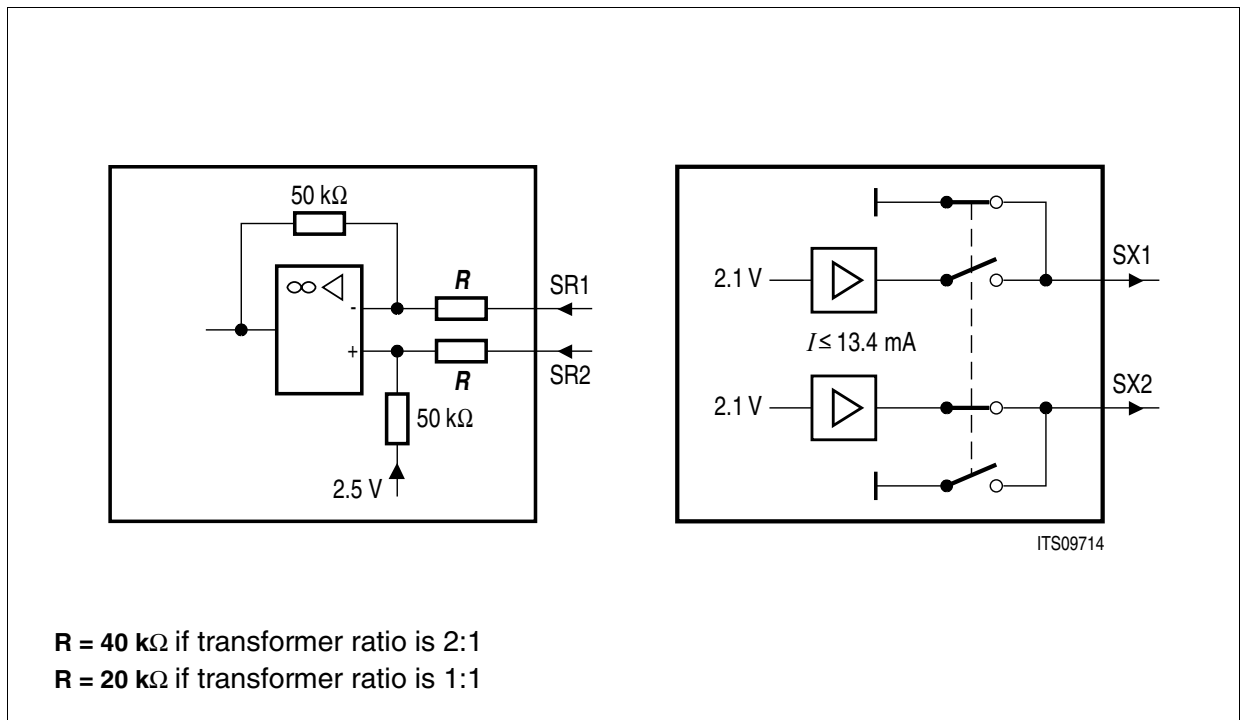 50 kΩ
∞
-
R
SR1
+
R
SR2
50 kΩ
2.5 V
2.1 V
SX1
I ≤ 13.4 mA
2.1 V
SX2
ITS09714
R = 40 kΩ if transformer ratio is 2:1
R = 20 kΩ if transformer ratio is 1:1